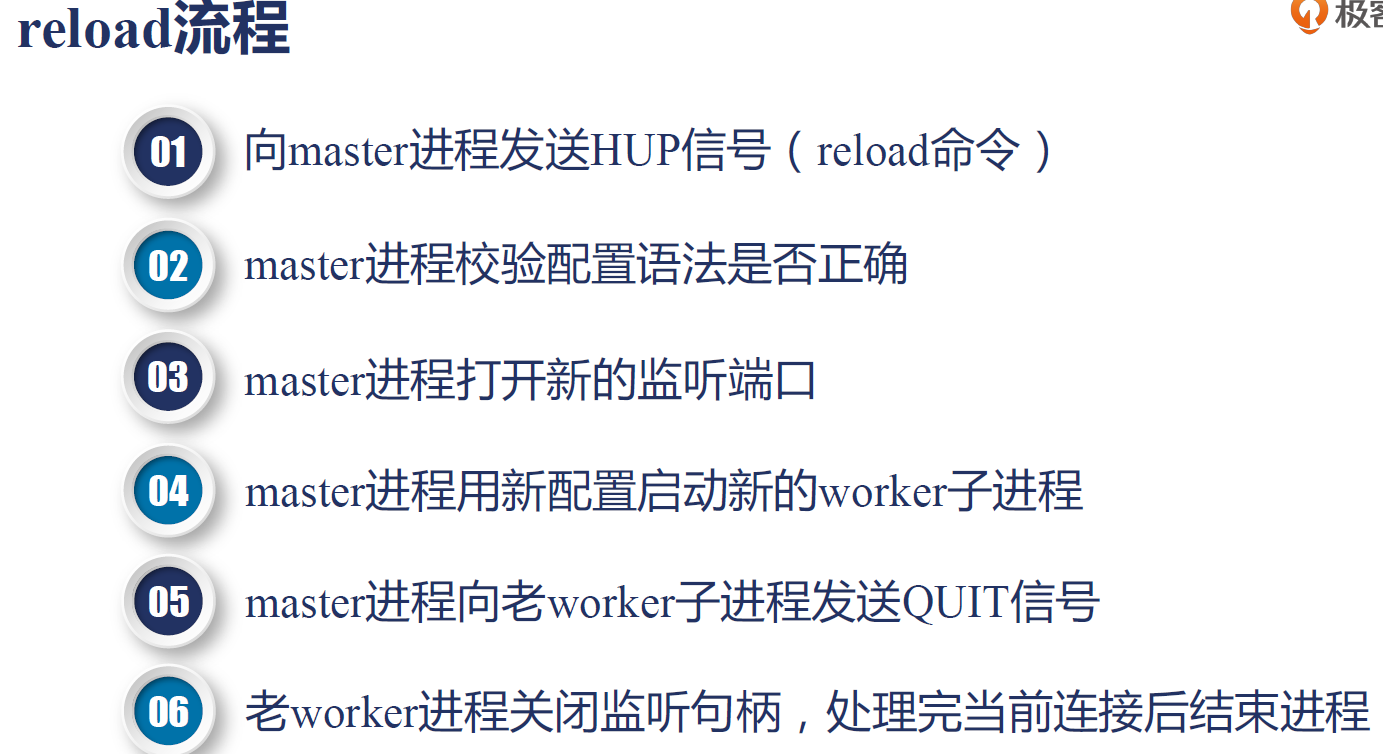 reload流程
极客
01
向master进程发送HUP信号（reload命令）
02
master进程校验配置语法是否正确
03
master进程打开新的监听端口
04
master进程用新配置启动新的worker子进程
05
master进程向老worker子进程发送QUIT信号
06
老worker进程关闭监听句柄，处理完当前连接后结束进程